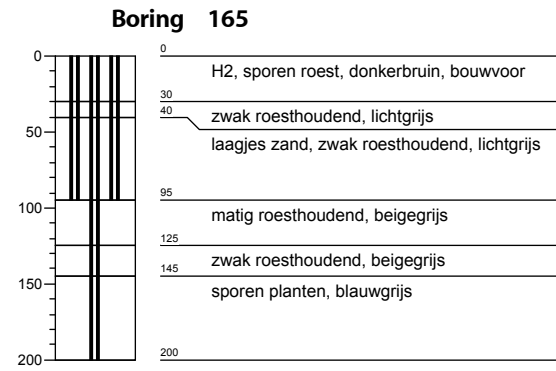 Boring 165
0
0
H2, sporen roest, donkerbruin, bouwvoor
30
zwak roesthoudend, lichtgrijs
40
50
laagjes zand, zwak roesthoudend, lichtgrijs
95
100
matig roesthoudend, beigegrijs
125
zwak roesthoudend, beigegrijs
145
150
sporen planten, blauwgrijs
200
200